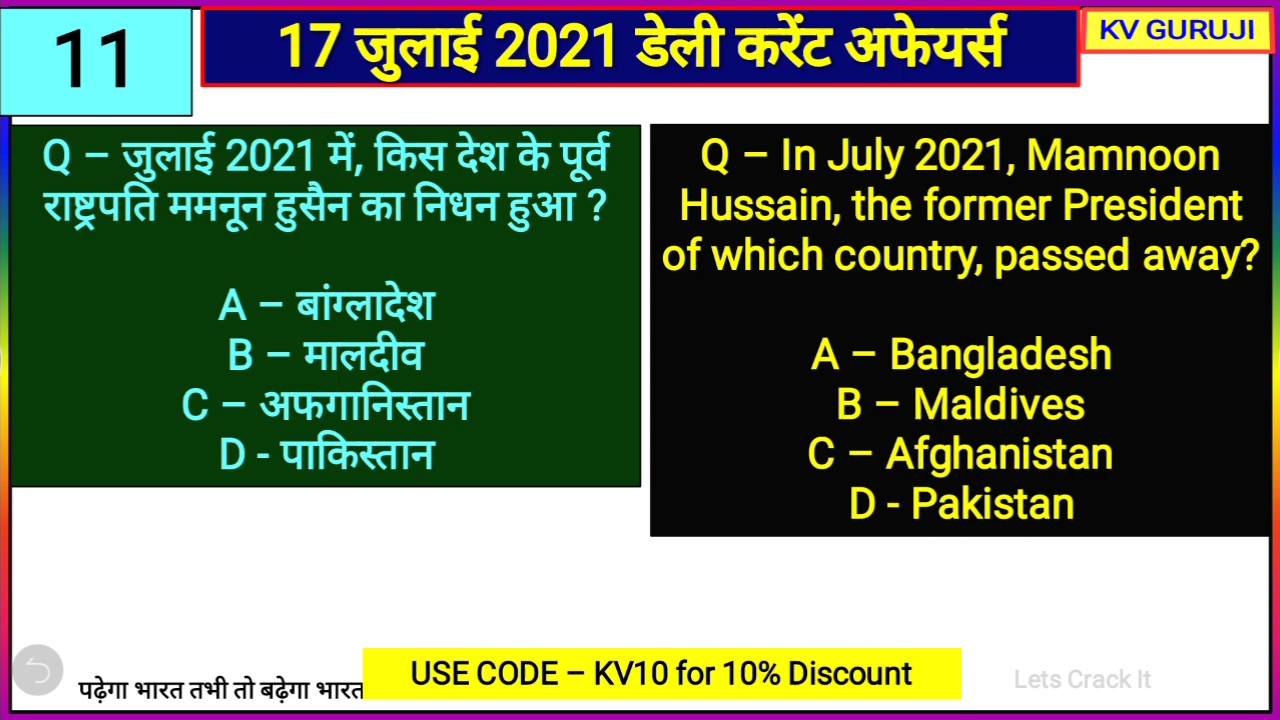 11
17 जुलाई 2021 डेली करेंट अफेयर्स
KV GURUJI
Q – जुलाई 2021 में, किस देश के पूर्व
राष्ट्रपति ममनून हुसैन का निधन हुआ ?
A – बांग्लादेश
B – मालदीव
C – अफगानिस्तान
D - पाकिस्तान
Q – In July 2021, Mamnoon
Hussain, the former President
of which country, passed away?
A – Bangladesh
B – Maldives
C – Afghanistan
D - Pakistan
पढ़ेगा भारत तभी तो बढ़ेगा भारत
USE CODE – KV10 for 10% Discount
Lets Crack It